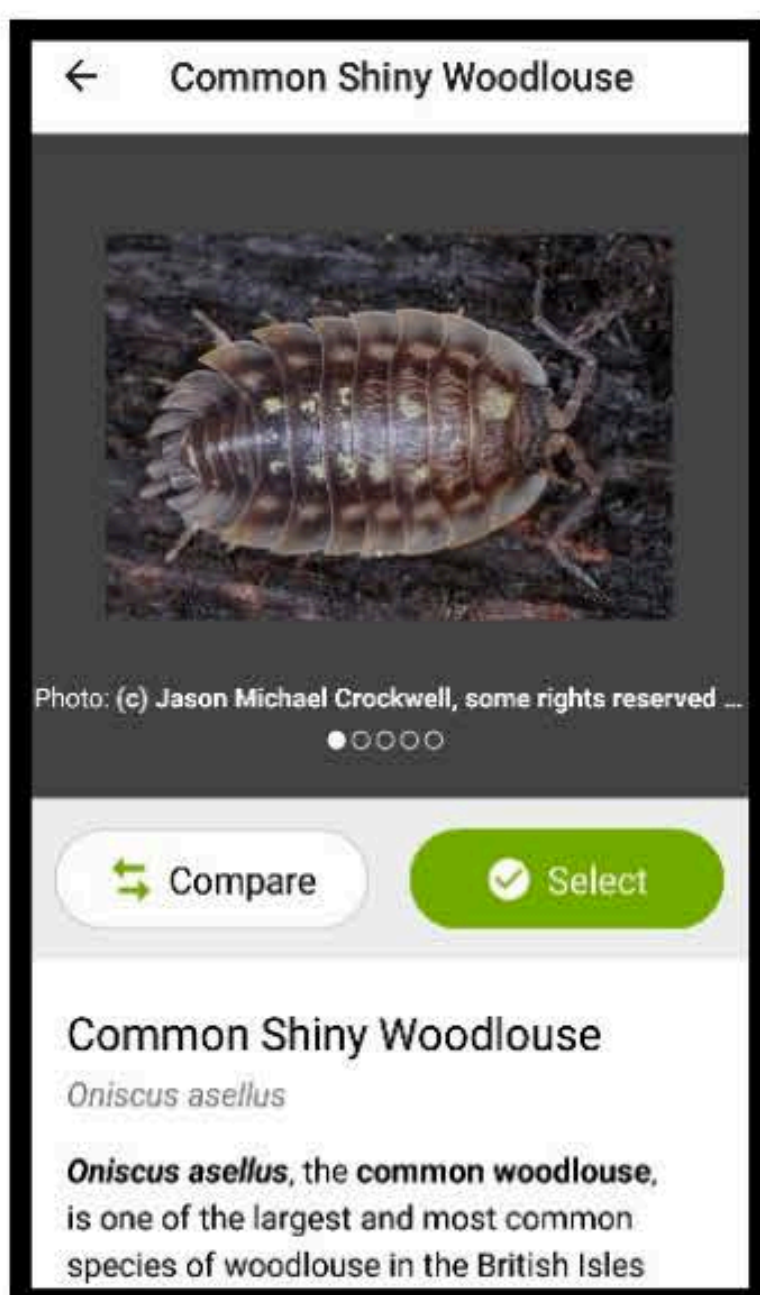 Common Shiny Woodlouse
Photo: (c) Jason Michael Crockwell, some rights reserved ...
Compare
Select
Common Shiny Woodlouse
Oniscus asellus
Oniscus asellus, the common woodlouse,
is one of the largest and most common
species of woodlouse in the British Isles